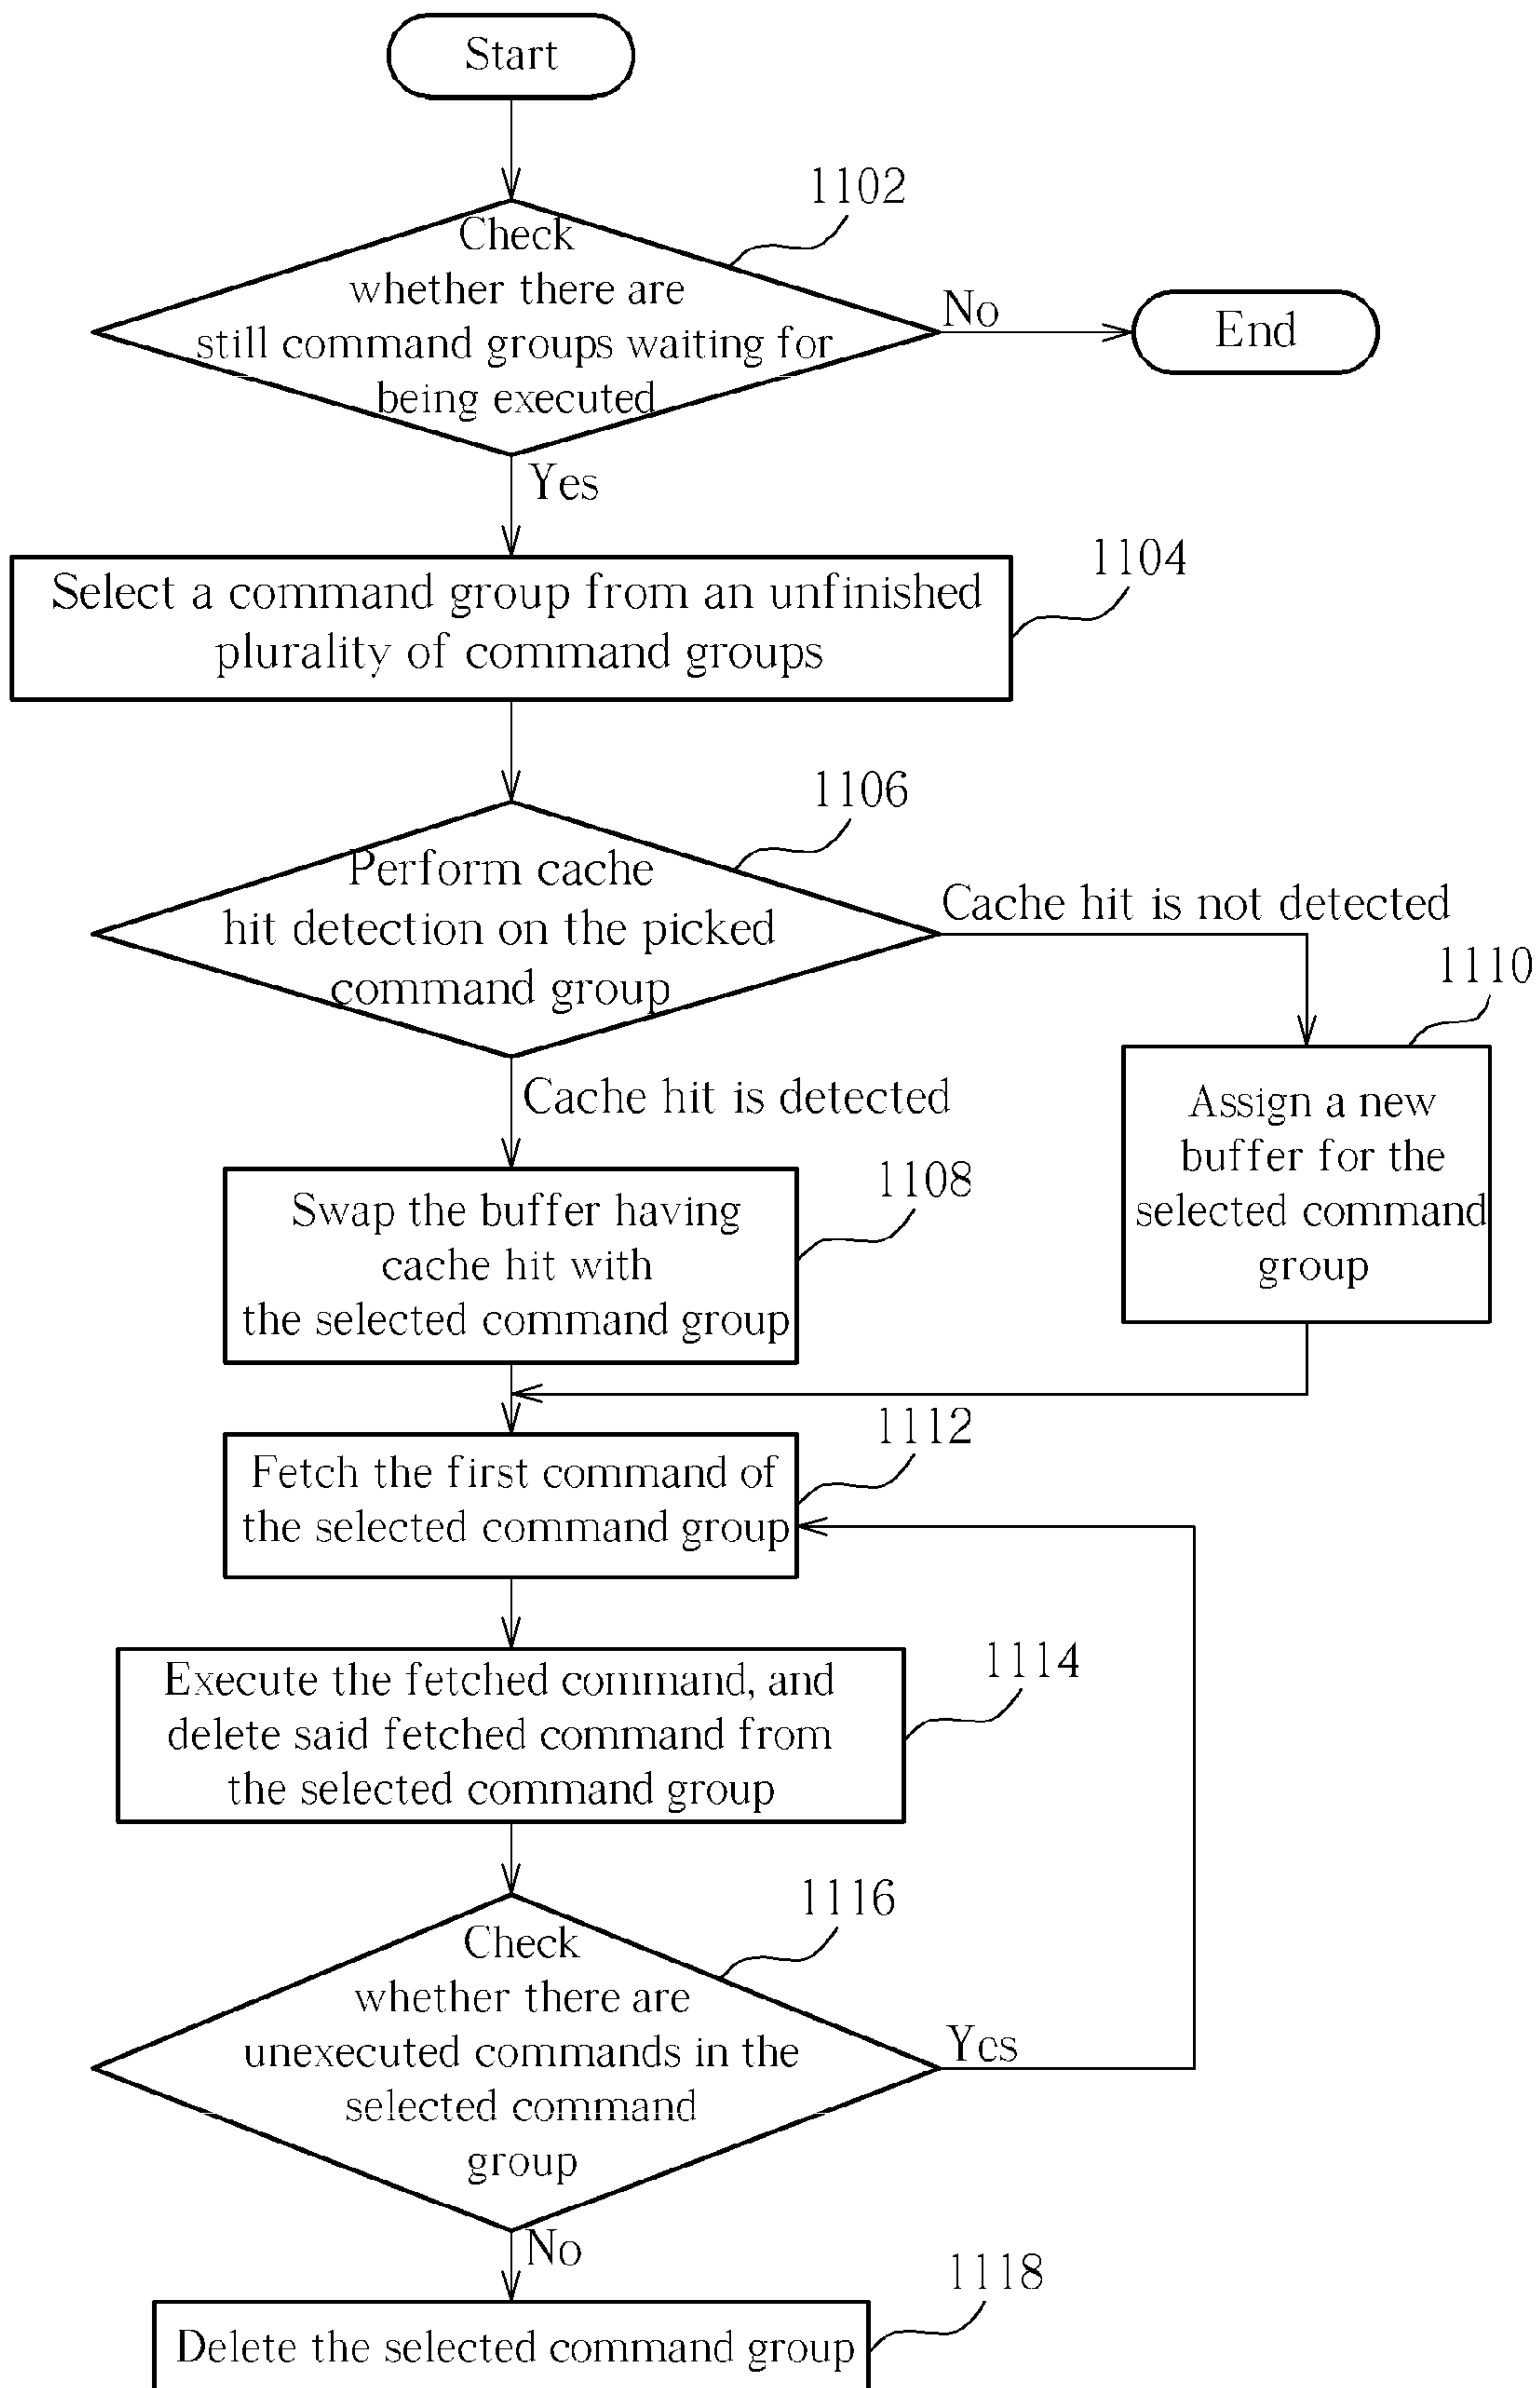 Start
1102
Check
whether there are
still command groups waiting for
being executed
No
End
Yes
1104
Select a command group from an unfinished
plurality of command groups
1106
Perform cache
hit detection on the picked
command group
Cache hit is not detected
1110
Cache hit is detected
Assign a new
buffer for the
selected command
group
1108
Swap the buffer having
cache hit with
the selected command group
1112
Fetch the first command of
the selected command group
1114
Execute the fetched command, and
delete said fetched command from
the selected command group
1116
Check
whether there are
unexecuted commands in the
selected command
group
Yes
No
1118
Delete the selected command group